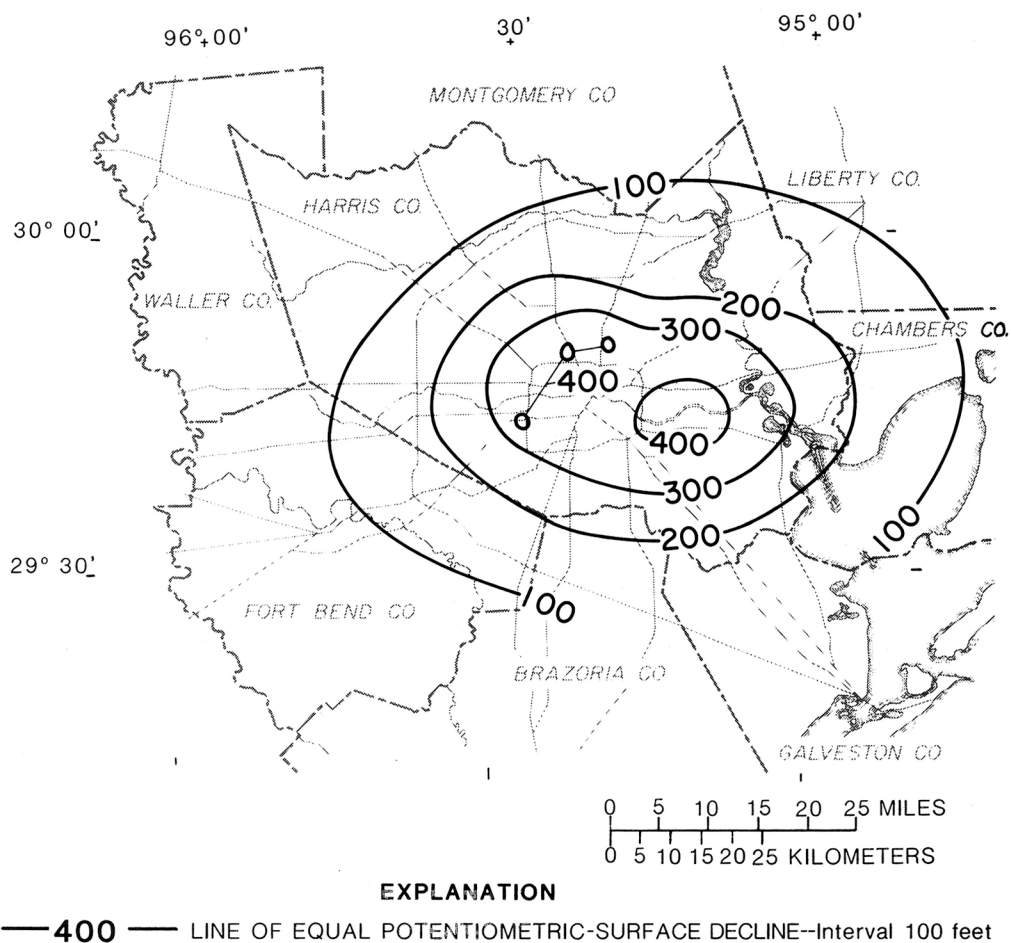 96° 00'
30'
95° 00'
MONTGOMERY CO
100
LIBERTY CO.
HARRIS CO.
30° 00'
WALLER CO.
200
300
CHAMBERS CO.
400
400
300
100
200
29° 30'
100
FORT BEND CO
BRAZORIA CO
GALVESTON CO
0 5 10 15 20 25 MILES
0 5 10 15 20 25 KILOMETERS
EXPLANATION
400 LINE OF EQUAL POTENTIOMETRIC-SURFACE DECLINE--Interval 100 feet